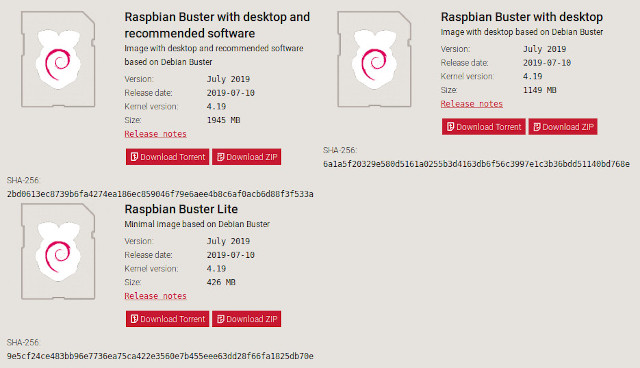 Raspbian Buster with desktop and
recommended software
Image with desktop and recommended software
based on Debian Buster
Version: July 2019
Release date: 2019-07-10
Kernel version: 4.19
Size: 1945 MB
Release notes
Download Torrent Download ZIP
SHA-256:
2bd0613ec8739b6fa4274ea186ec859046f79e6aee4b8c6af0acb6d88f3f533a
Raspbian Buster with desktop
Image with desktop based on Debian Buster
Version: July 2019
Release date: 2019-07-10
Kernel version: 4.19
Size: 1149 MB
Release notes
Download Torrent Download ZIP
SHA-256:
6a1a5f20329e580d5161a0255b3d4163db6f56c3997e1c3b36bdd51140bd768e
Raspbian Buster Lite
Minimal image based on Debian Buster
Version: July 2019
Release date: 2019-07-10
Kernel version: 4.19
Size: 426 MB
Release notes
Download Torrent Download ZIP
SHA-256:
9e5cf24ce483bb96e7736ea75ca422e3560e7b455eee63dd28f66fa1825db70e